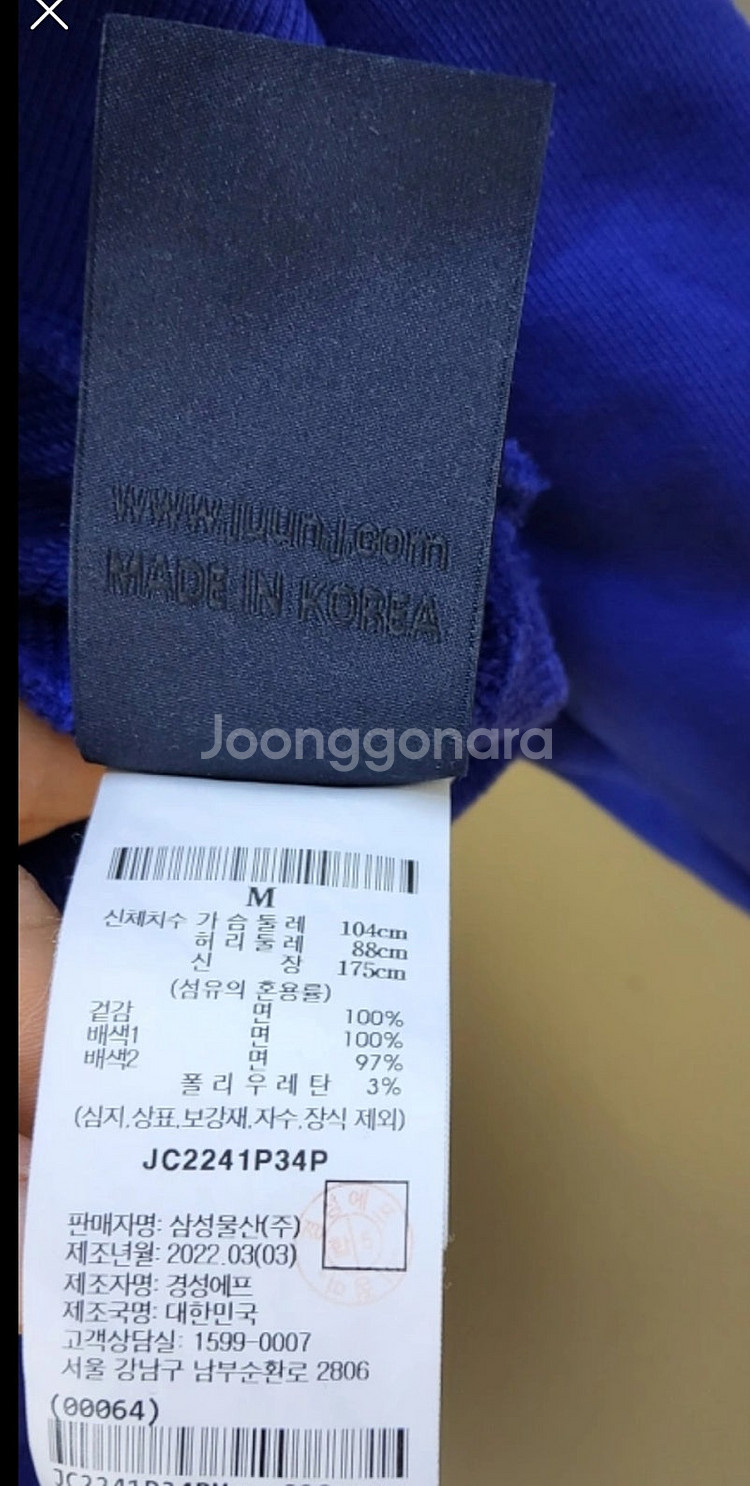 www.juunj.com
MADE IN KOREA
Joonggonara
M
신체치수 가 슴 둘 레 104cm
허 리 둘 레 88cm
신 장 175cm
(섬유의 혼용률)
겉감 면 100%
배색1 면 100%
배색2 면 97%
폴 리 우 레 탄 3%
(심지,상표,보강재,자수,장식 제외)
JC2241P34P
판매자명: 삼성물산(주)
제조년월: 2022.03(03)
제조자명: 경성에프
제조국명: 대한민국
고객상담실: 1599-0007
서울 강남구 남부순환로 2806
(00064)